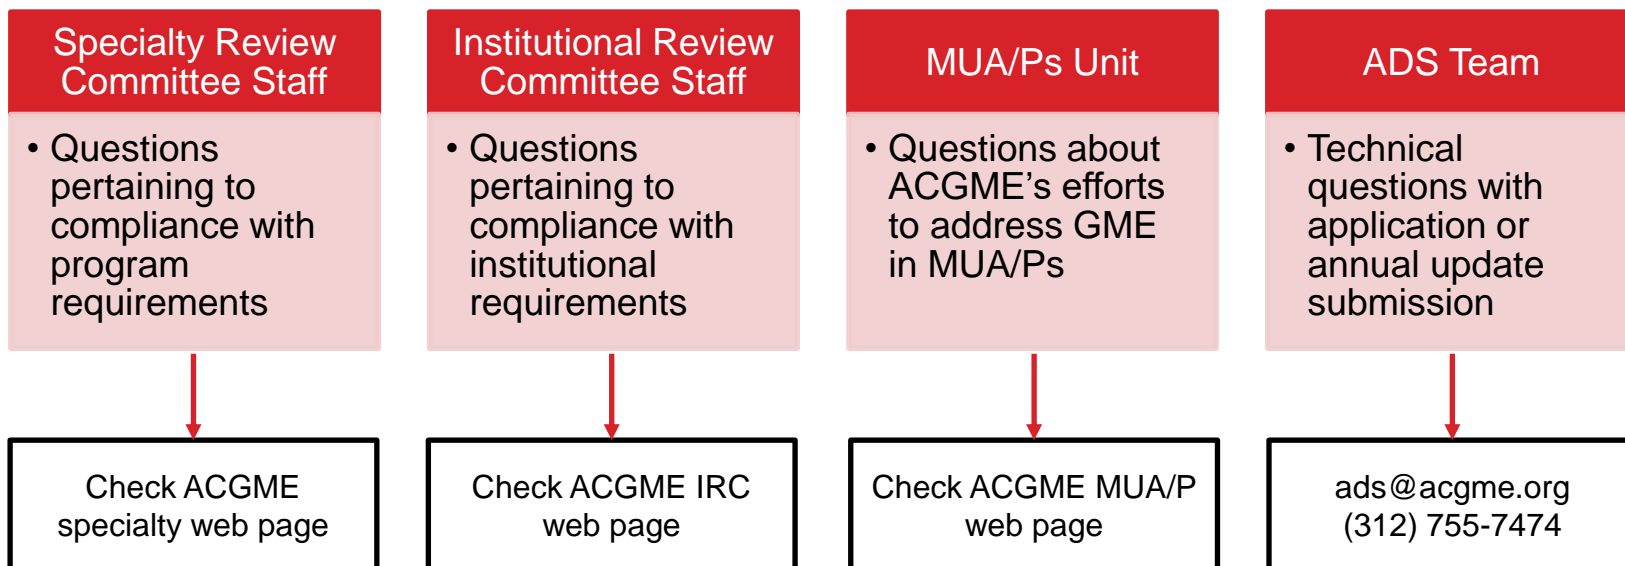 Specialty Review
Committee Staff
• Questions
pertaining to
compliance with
program
requirements
Check ACGME
specialty web page
Institutional Review
Committee Staff
• Questions
pertaining to
compliance with
institutional
requirements
Check ACGME IRC
web page
MUA/Ps Unit
• Questions about
ACGME’s efforts
to address GME
in MUA/Ps
Check ACGME MUA/P
web page
ADS Team
• Technical
questions with
application or
annual update
submission
ads@acgme.org
(312) 755-7474